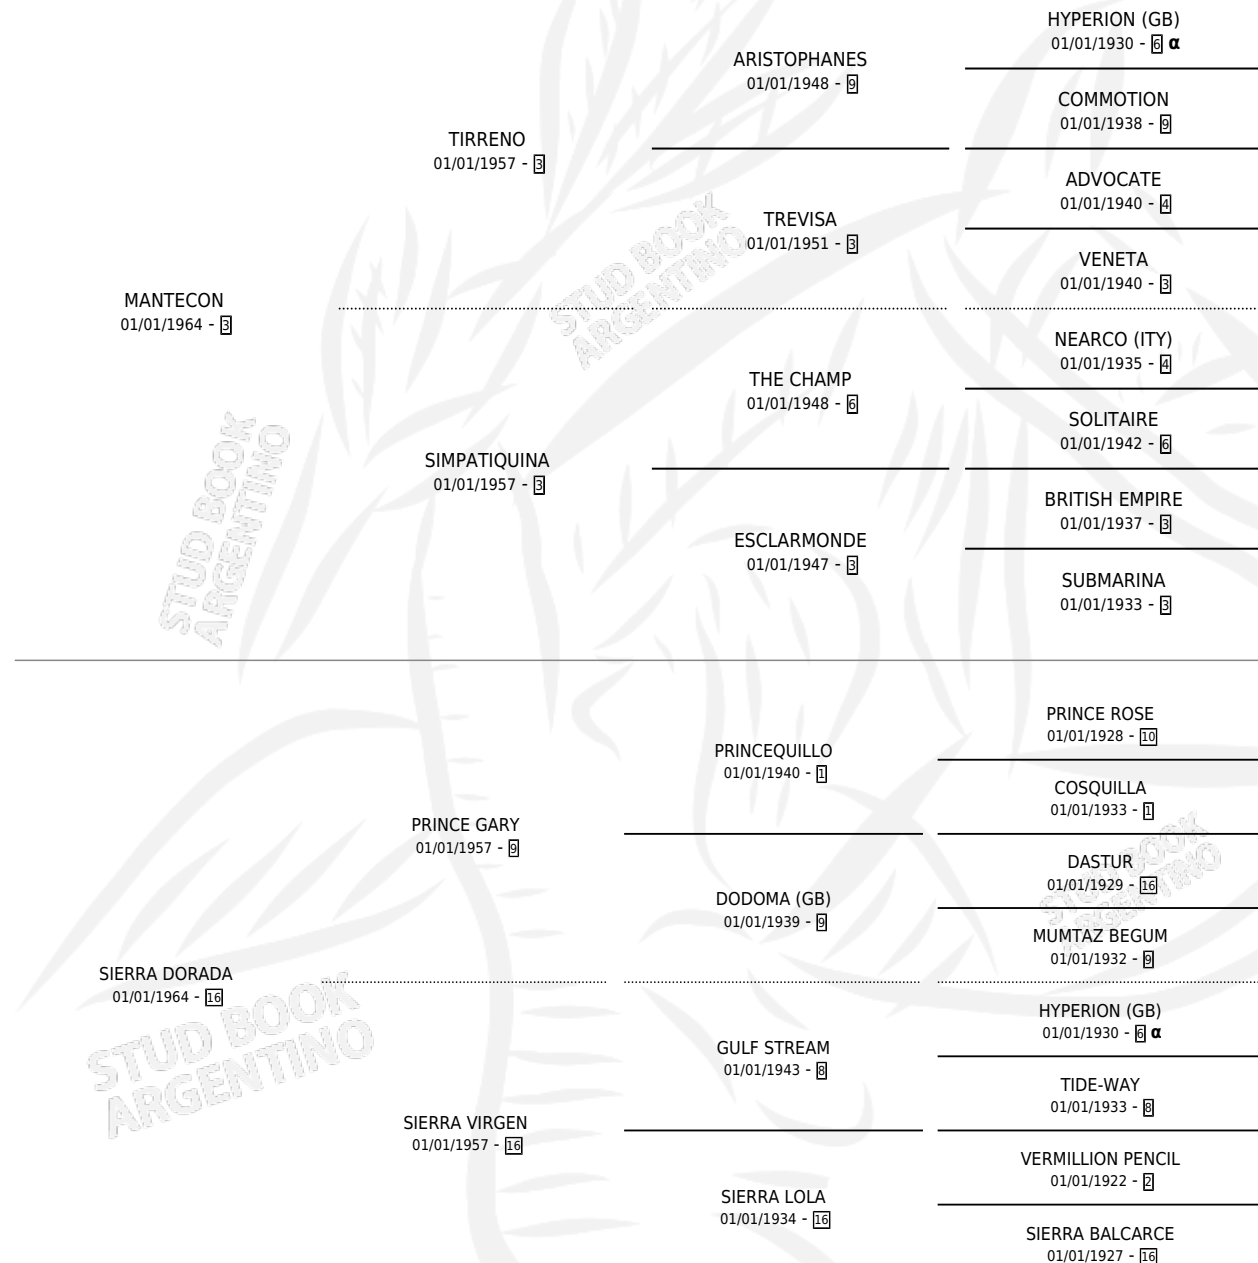 HYPERION (GB)
01/01/1930 - 6 α
ARISTOPHANES
01/01/1948 - 9
COMMOTION
01/01/1938 - 9
TIRRENO
01/01/1957 - 3
ADVOCATE
01/01/1940 - 4
TREVISA
01/01/1951 - 3
VENETA
01/01/1940 - 3
MANTECON
01/01/1964 - 3
STUD BOOK
ARGENTINO
NEARCO (ITY)
01/01/1935 - 4
THE CHAMP
01/01/1948 - 6
SOLITAIRE
01/01/1942 - 6
SIMPATIQUINA
01/01/1957 - 3
BRITISH EMPIRE
01/01/1937 - 3
ESCLARMONDE
01/01/1947 - 3
SUBMARINA
01/01/1933 - 3
STUD BOOK
ARGENTINO
PRINCE ROSE
01/01/1928 - 10
PRINCEQUILLO
01/01/1940 - 1
COSQUILLA
01/01/1933 - 1
PRINCE GARY
01/01/1957 - 9
DASTUR
01/01/1929 - 16
STUD BOOK
ARGENTINO
DODOMA (GB)
01/01/1939 - 9
MUMTAZ BEGUM
01/01/1932 - 9
SIERRA DORADA
01/01/1964 - 16
STUD BOOK
ARGENTINO
HYPERION (GB)
01/01/1930 - 6 α
GULF STREAM
01/01/1943 - 8
TIDE-WAY
01/01/1933 - 8
SIERRA VIRGEN
01/01/1957 - 16
VERMILLION PENCIL
01/01/1922 - 2
SIERRA LOLA
01/01/1934 - 16
SIERRA BALCARCE
01/01/1927 - 16